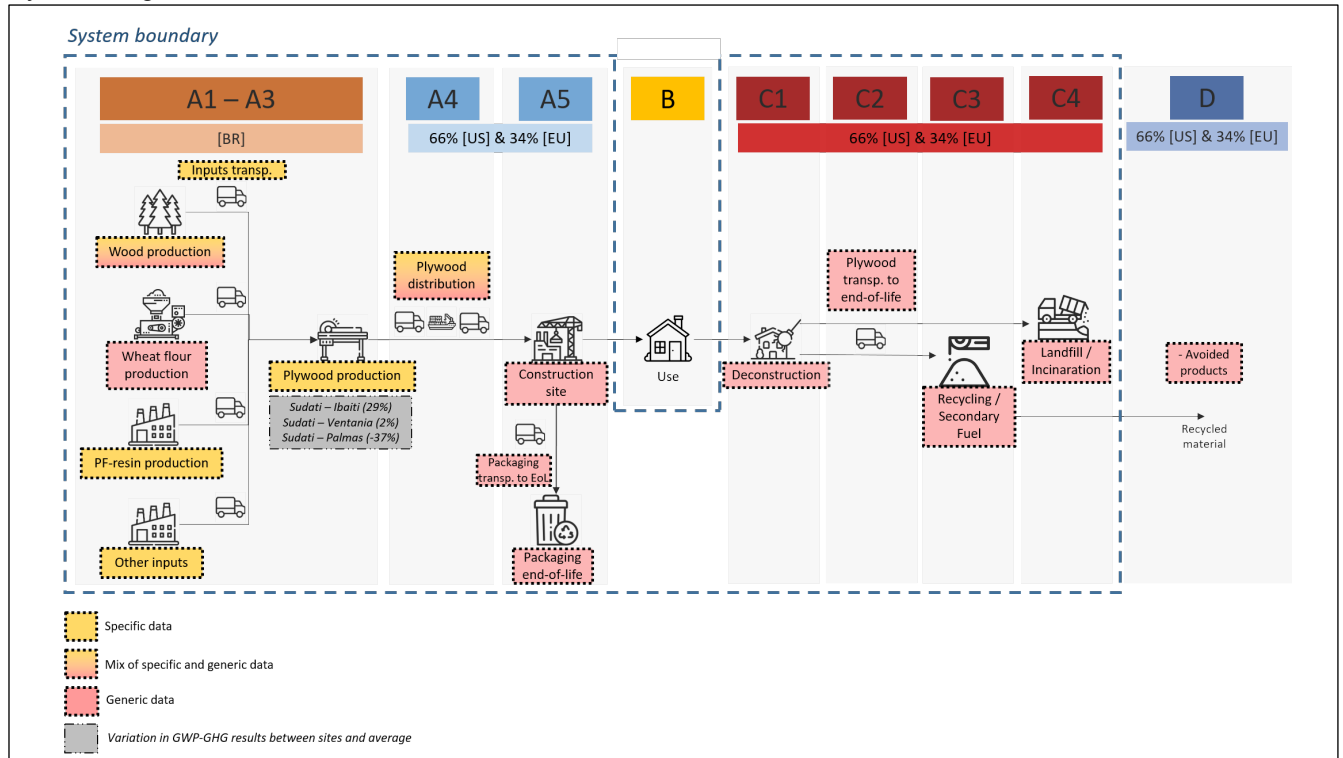 System boundary
A1 – A3
A4
A5
B
C1
C2
C3
C4
D
[BR]
66% [US] & 34% [EU]
66% [US] & 34% [EU]
66% [US] & 34% [EU]
Inputs transp.
Wood production
Wheat flour
production
PF-resin production
Other inputs
Plywood production
Sudati – Ibaiti (29%)
Sudati – Ventania (2%)
Sudati – Palmas (-37%)
Plywood
distribution
Construction
site
Packaging
transp. to EoL
Packaging
end-of-life
Use
Deconstruction
Plywood
transp. to
end-of-life
Recycling /
Secondary
Fuel
Landfill /
Incinaration
- Avoided
products
Recycled
material
Specific data
Mix of specific and generic data
Generic data
Variation in GWP-GHG results between sites and average